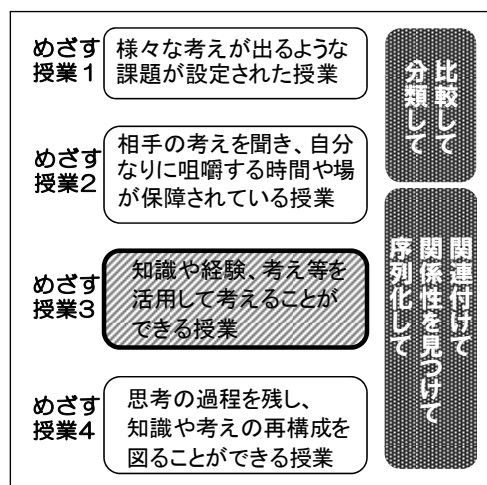 めざす
授業1
様々な考えが出るような
課題が設定された授業
めざす
授業2
相手の考えを聞き、自分
なりに咀嚼する時間や場
が保障されている授業
めざす
授業3
知識や経験、考え等を
活用して考えることが
できる授業
めざす
授業4
思考の過程を残し、
知識や考えの再構成を
図ることができる授業
比較して
分類して
関連付けて
関係性を見つけて
序列化して